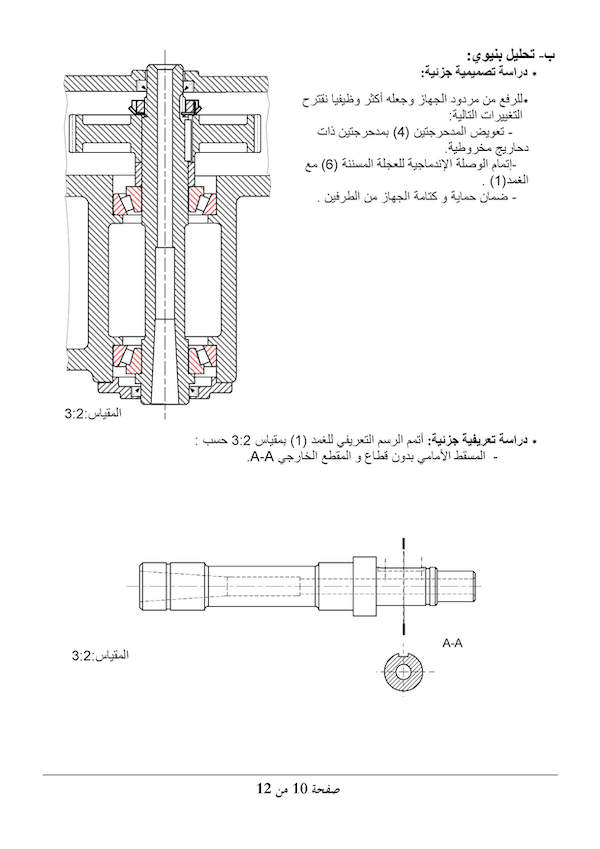 ب- تحليل بنيوي:
• دراسة تصميمية جزئية:
•للرفع من مردود الجهاز وجعله أكثر وظيفيا نقترح
التغييرات التالية:
- تعويض المدحرجتين (4) بمدحرجتين ذات
دحاريج مخروطية.
-إتمام الوصلة الإندماجية للعجلة المسننة (6) مع
الغمد(1) .
- ضمان حماية و كتامة الجهاز من الطرفين .
المقياس:3:2
• دراسة تعريفية جزئية: أتمم الرسم التعريفي للغمد (1) بمقياس 3:2 حسب :
- المسقط الأمامي بدون قطاع و المقطع الخارجي A-A.
A-A
المقياس:3:2
صفحة 10 من 12